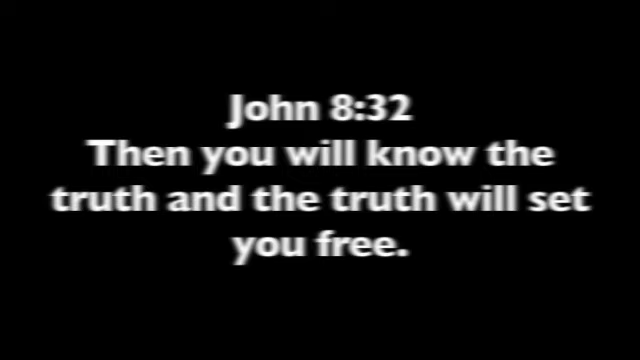 John 8:32
Then you will know the
truth and the truth will set
you free.